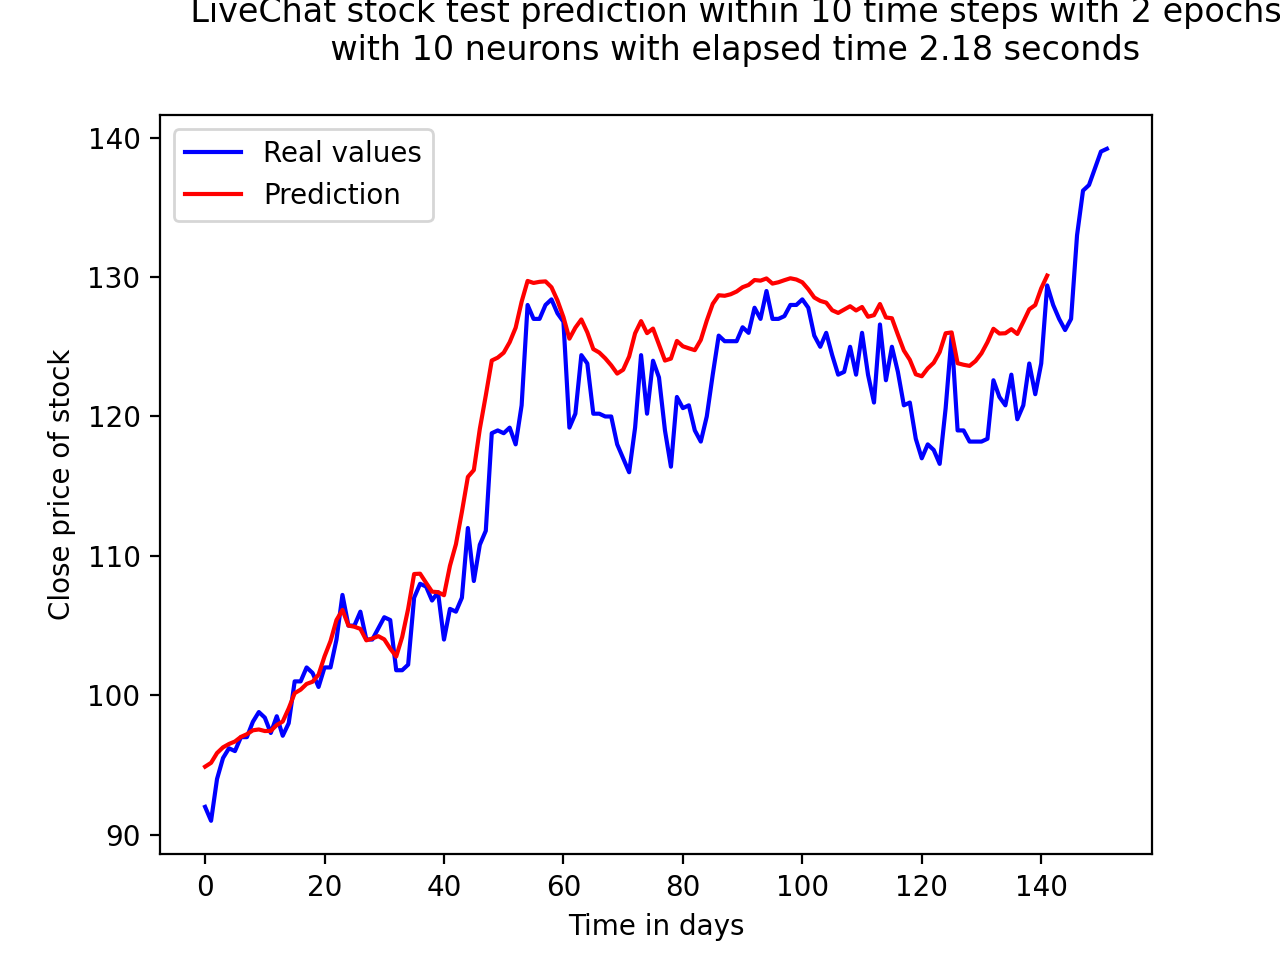 LiveChat stock test prediction within 10 time steps with 2 epochs
with 10 neurons with elapsed time 2.18 seconds
Real values
Prediction
Close price of stock
140
130
120
110
100
90
0 20 40 60 80 100 120 140
Time in days